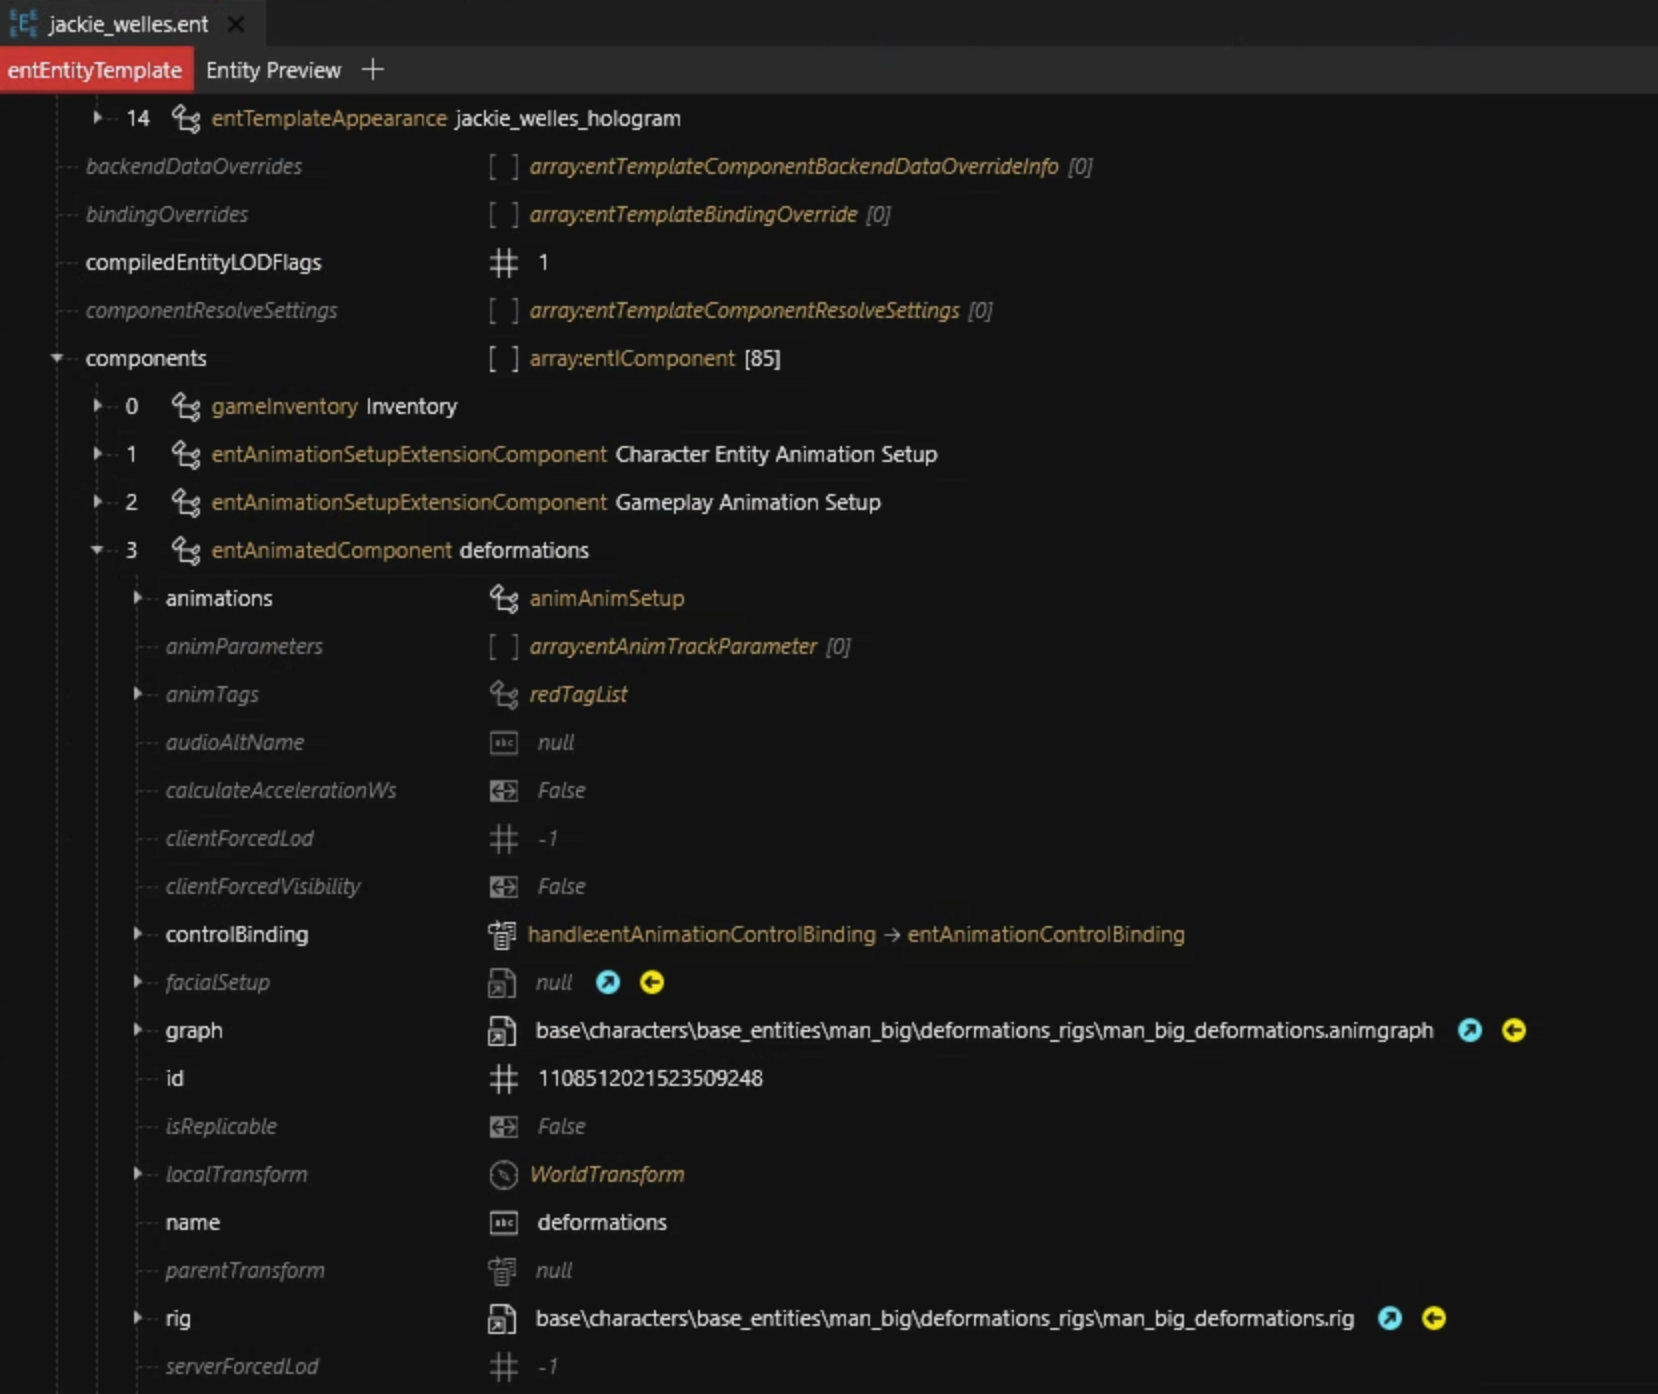 jackie_welles.ent
entEntityTemplate Entity Preview
14 entTemplateAppearance jackie_welles_hologram
backendDataOverrides [ ] array:entTemplateComponentBackendDataOverrideInfo [0]
bindingOverrides [ ] array:entTemplateBindingOverride [0]
compiledEntityLODFlags 1
componentResolveSettings [ ] array:entTemplateComponentResolveSettings [0]
components [ ] array:entIComponent [85]
0 gameInventory Inventory
1 entAnimationSetupExtensionComponent Character Entity Animation Setup
2 entAnimationSetupExtensionComponent Gameplay Animation Setup
3 entAnimatedComponent deformations
animations animAnimSetup
animParameters [ ] array:entAnimTrackParameter [0]
animTags redTagList
audioAltName abc null
calculateAccelerationWs False
clientForcedLod -1
clientForcedVisibility False
controlBinding handle:entAnimationControlBinding → entAnimationControlBinding
facialSetup null
graph base\characters\base_entities\man_big\deformations_rigs\man_big_deformations.animgraph
id 1108512021523509248
isReplicable False
localTransform WorldTransform
name abc deformations
parentTransform null
rig base\characters\base_entities\man_big\deformations_rigs\man_big_deformations.rig
serverForcedLod -1